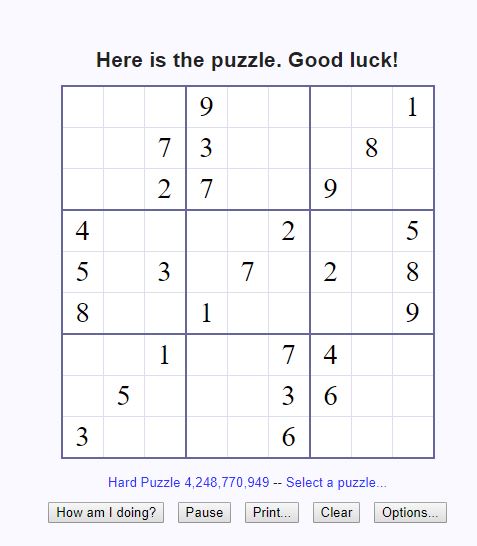 Here is the puzzle. Good luck!
9 1
7 3 8
2 7 9
4 2 5
5 3 7 2 8
8 1 9
1 7 4
5 3 6
3 6
Hard Puzzle 4,248,770,949 -- Select a puzzle...
How am I doing? Pause Print... Clear Options...